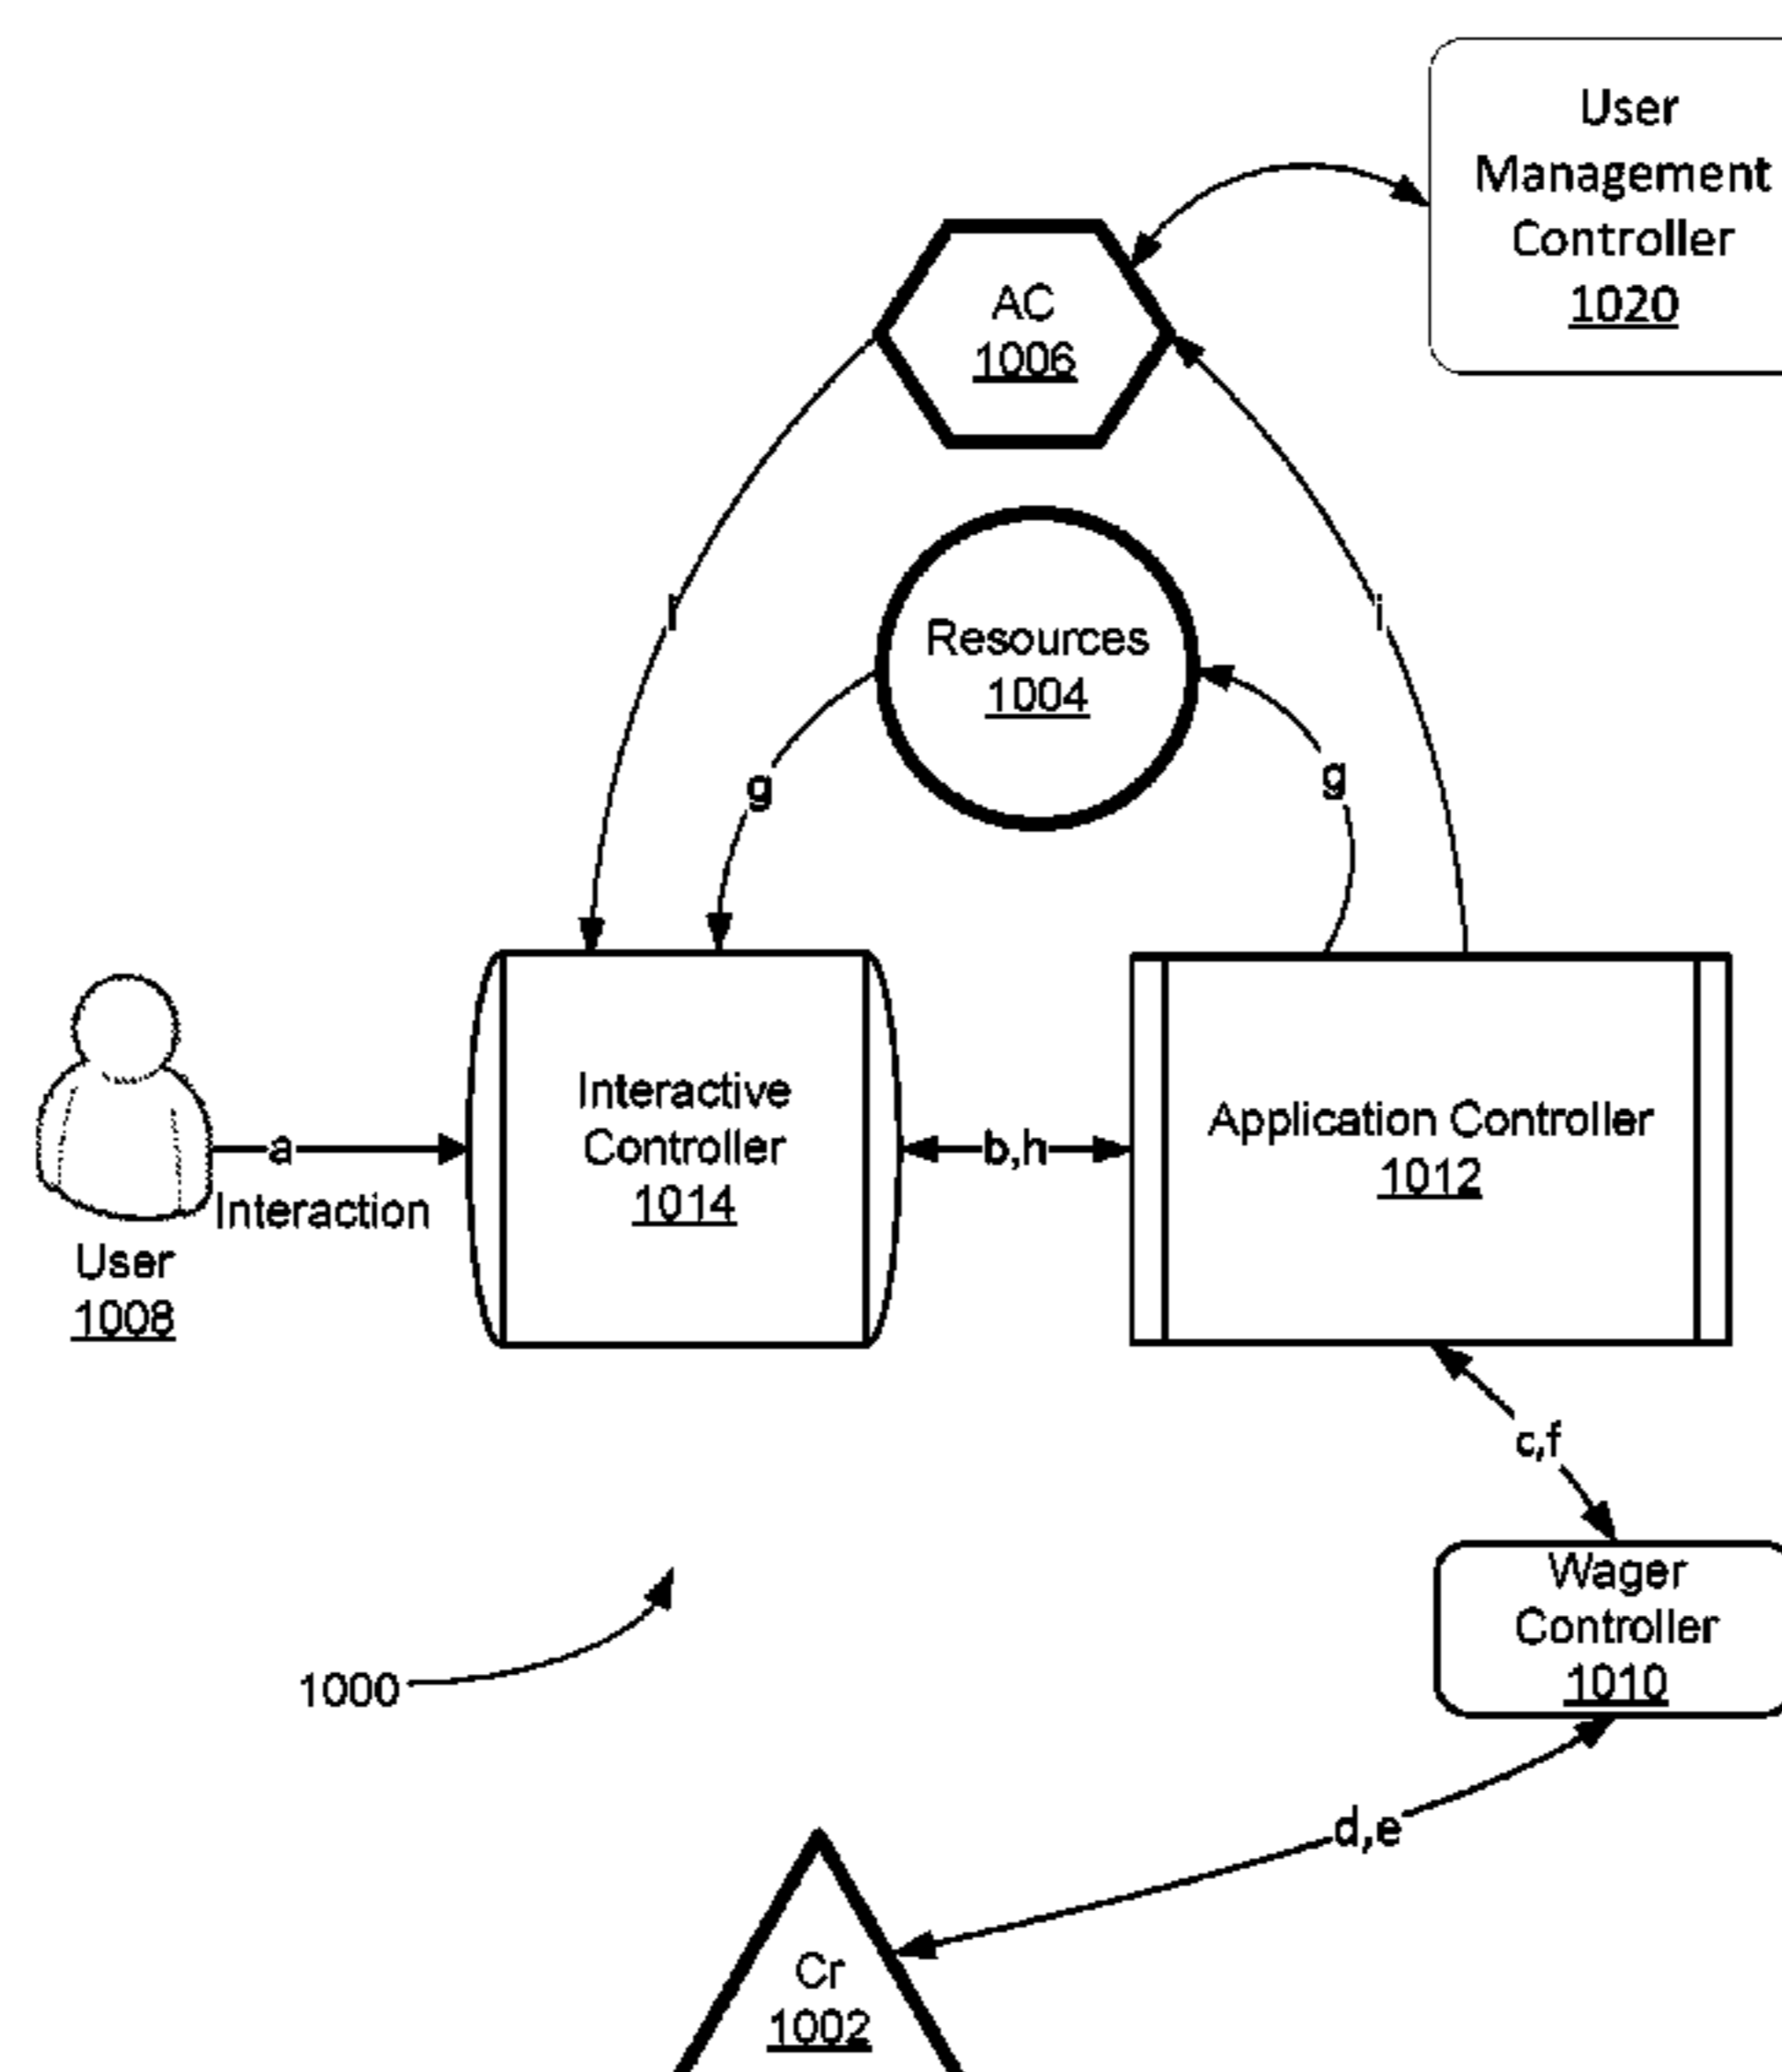 User
Management
Controller
1020
AC
1006
Resources
1004
g
g
i
Interactive
Controller
1014
Application Controller
1012
a
Interaction
b,h
User
1008
c,f
Wager
Controller
1010
1000
d,e
Cr
1002